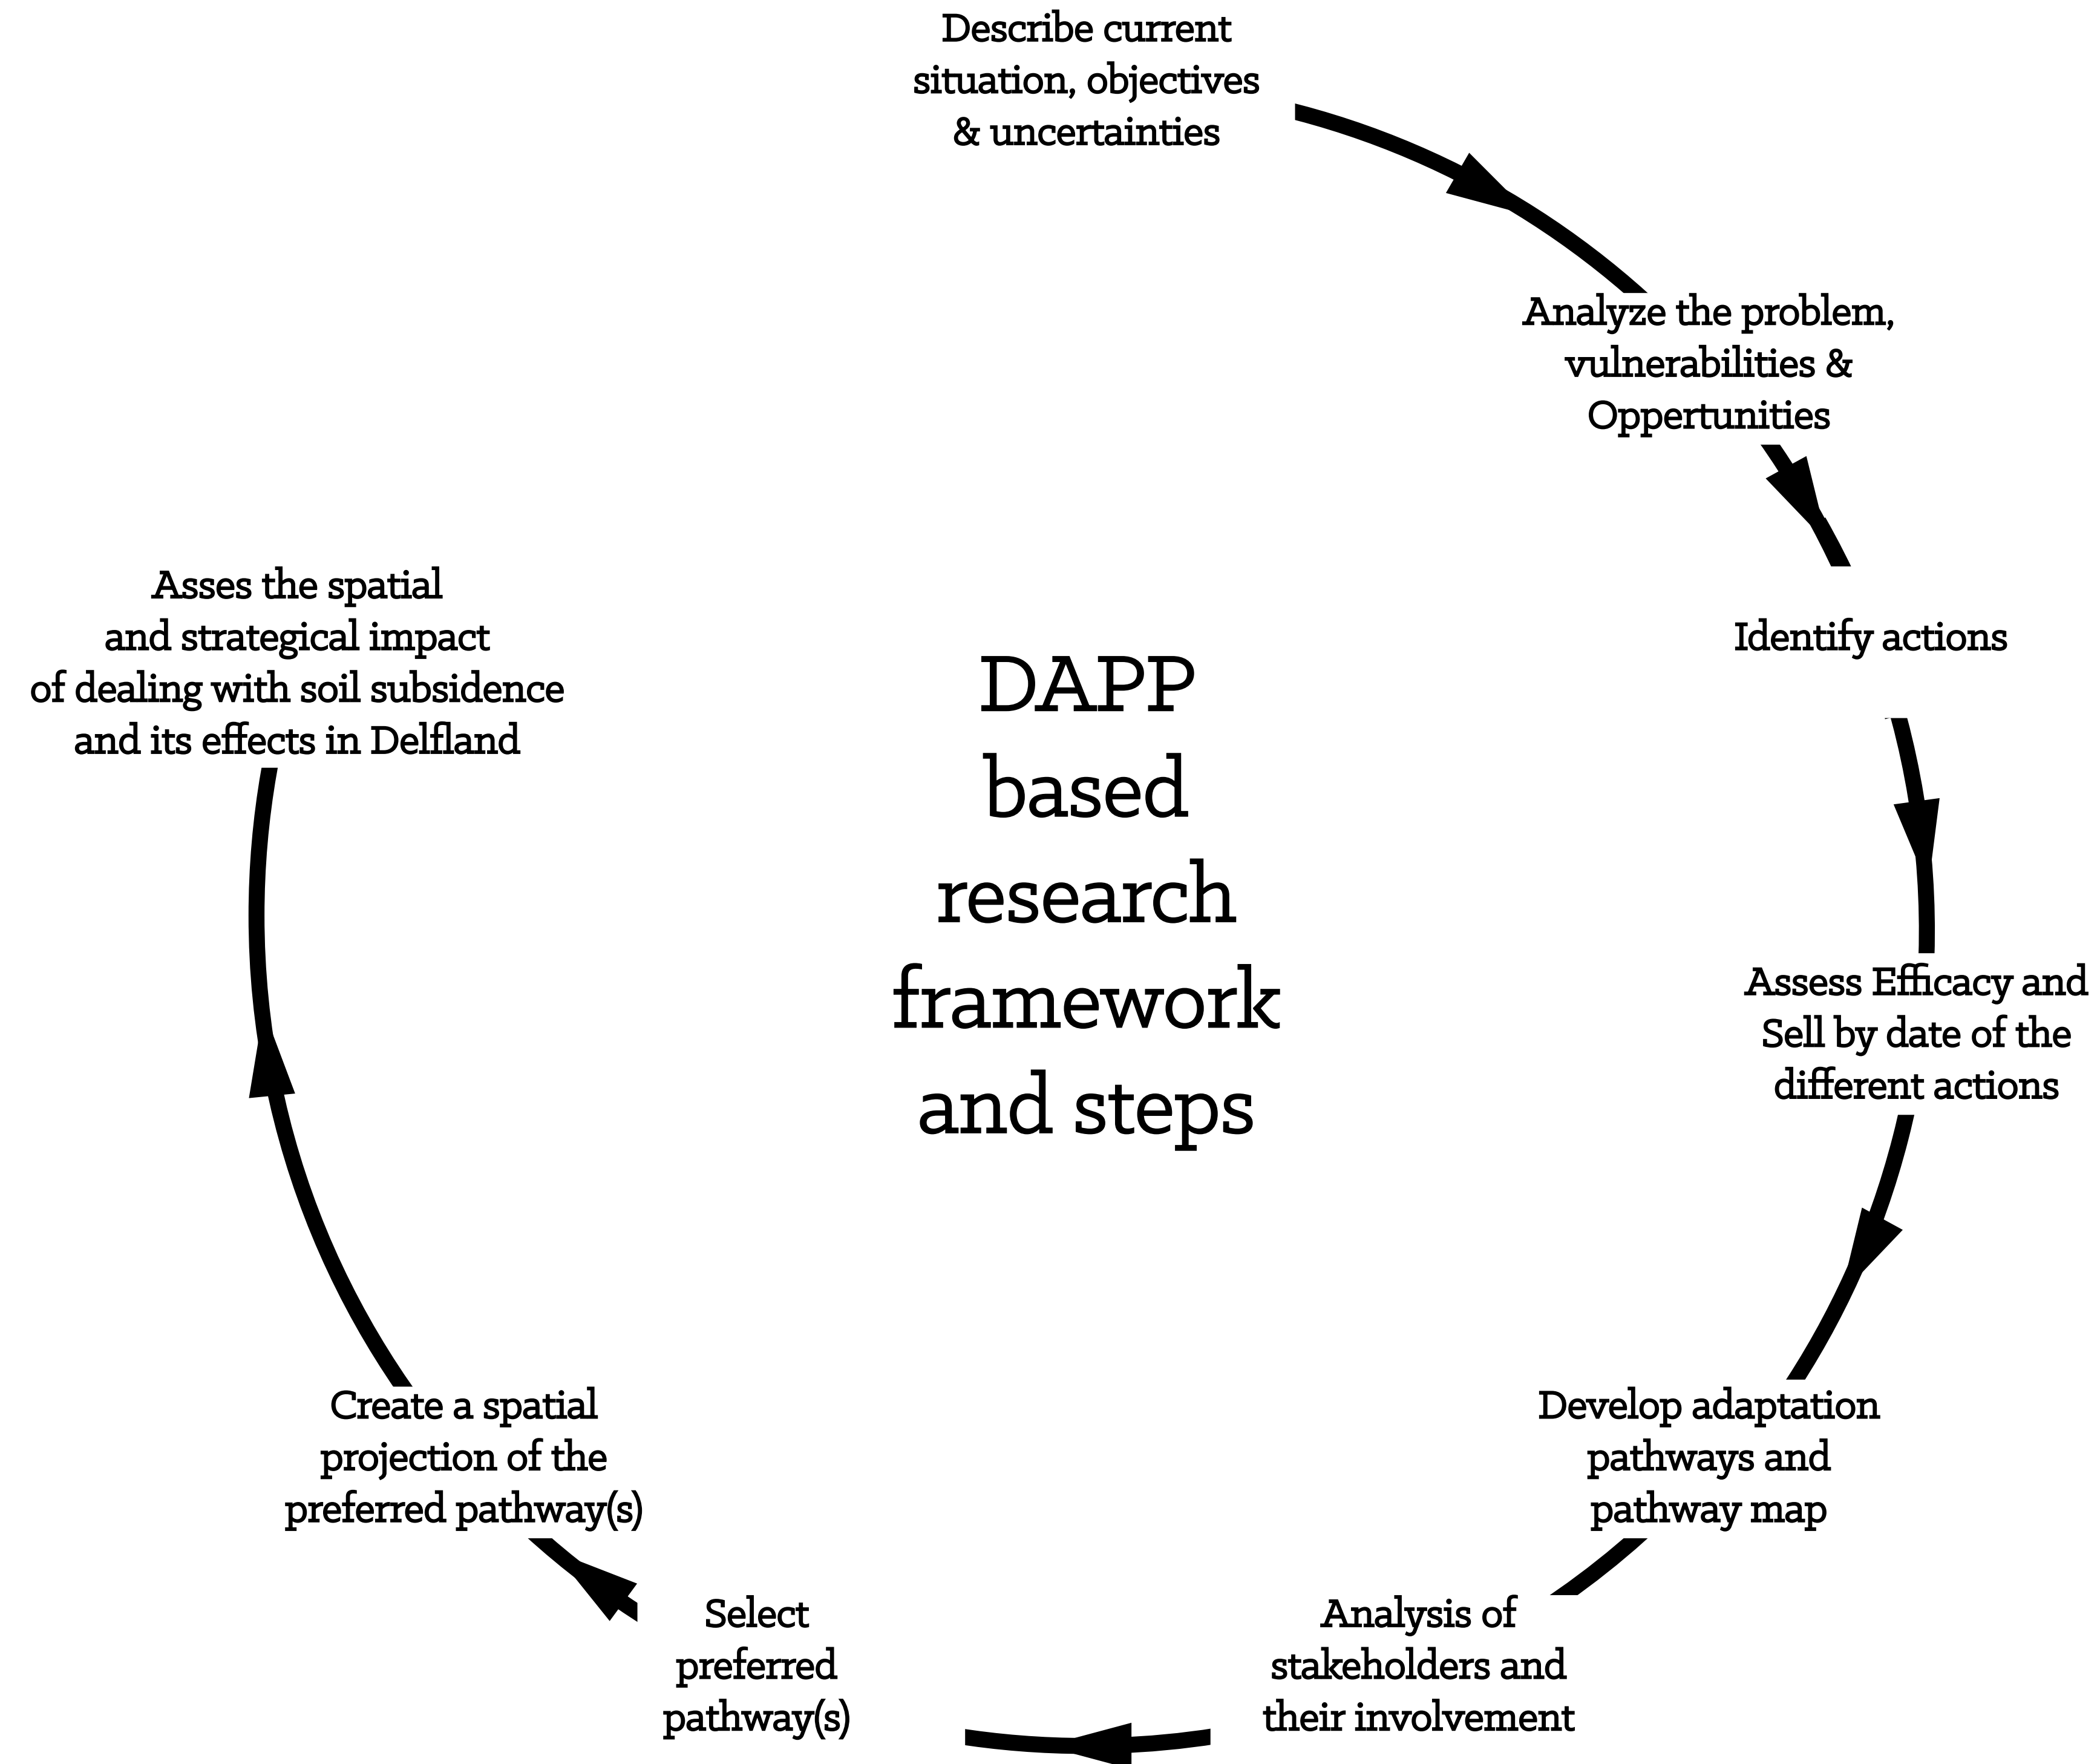 Describe current
situation, objectives
& uncertainties
Analyze the problem,
vulnerabilities &
Oppertunities
Identify actions
Assess Efficacy and
Sell by date of the
different actions
Develop adaptation
pathways and
pathway map
Analysis of
stakeholders and
their involvement
Select
preferred
pathway(s)
Create a spatial
projection of the
preferred pathway(s)
Asses the spatial
and strategical impact
of dealing with soil subsidence
and its effects in Delfland
DAPP
based
research
framework
and steps